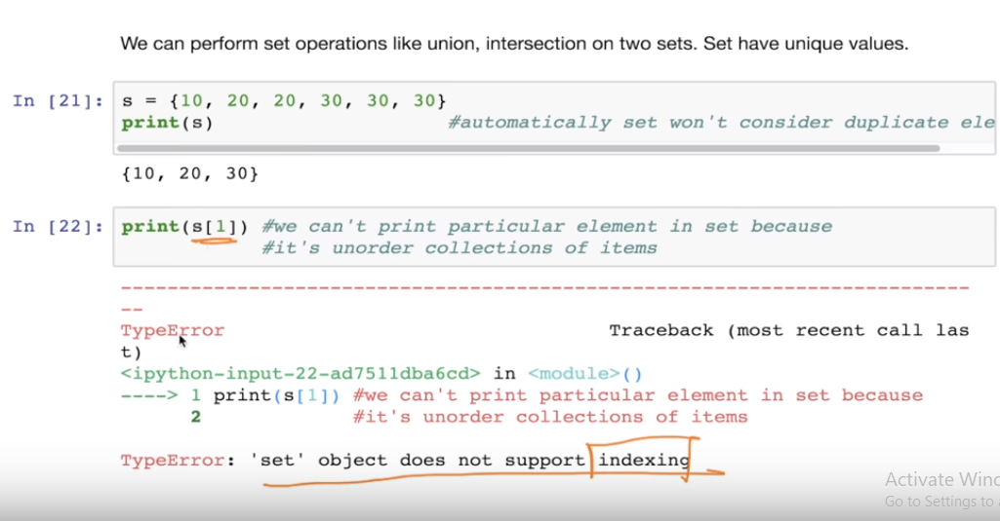 We can perform set operations like union, intersection on two sets. Set have unique values.
In [21]: s = {10, 20, 20, 30, 30, 30}
print(s) #automatically set won't consider duplicate ele
{10, 20, 30}
In [22]: print(s[1]) #we can't print particular element in set because
#it's unorder collections of items
---------------------------------------------------------------------------
--
TypeError Traceback (most recent call las
t)
<ipython-input-22-ad7511dba6cd> in <module>()
----> 1 print(s[1]) #we can't print particular element in set because
2 #it's unorder collections of items
TypeError: 'set' object does not support indexing
Activate Wind
Go to Settings to